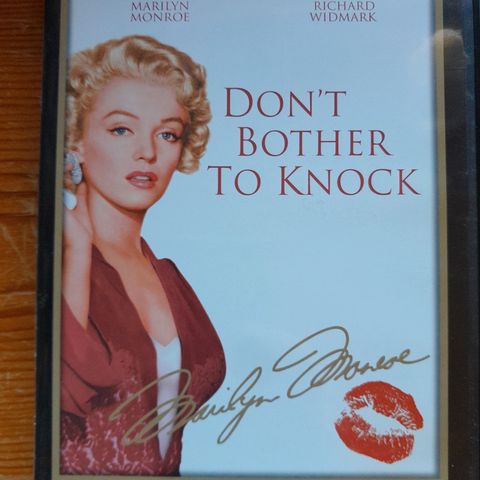 MARILYN MONROE
RICHARD WIDMARK
DON'T
BOTHER
TO KNOCK
Marilyn Monroe